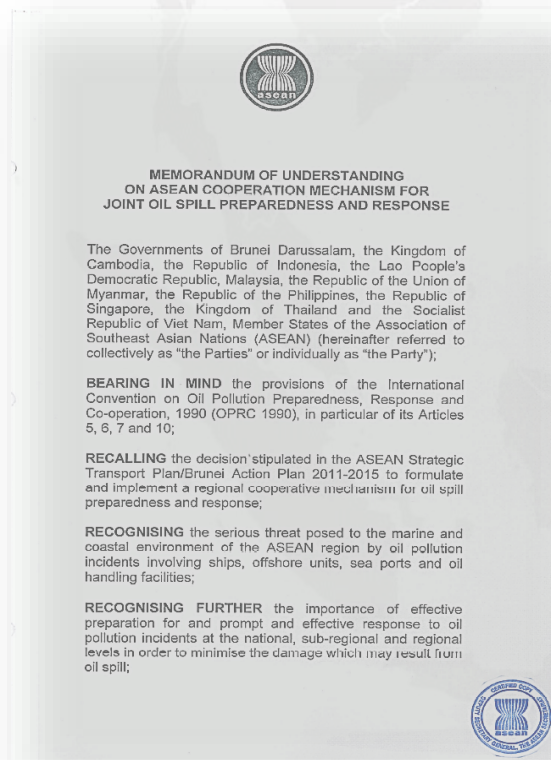 asean
MEMORANDUM OF UNDERSTANDING
ON ASEAN COOPERATION MECHANISM FOR
JOINT OIL SPILL PREPAREDNESS AND RESPONSE
The Governments of Brunei Darussalam, the Kingdom of
Cambodia, the Republic of Indonesia, the Lao People's
Democratic Republic, Malaysia, the Republic of the Union of
Myanmar, the Republic of the Philippines, the Republic of
Singapore, the Kingdom of Thailand and the Socialist
Republic of Viet Nam, Member States of the Association of
Southeast Asian Nations (ASEAN) (hereinafter referred to
collectively as "the Parties" or individually as "the Party");
BEARING IN MIND the provisions of the International
Convention on Oil Pollution Preparedness, Response and
Co-operation, 1990 (OPRC 1990), in particular of its Articles
5, 6, 7 and 10;
RECALLING the decision stipulated in the ASEAN Strategic
Transport Plan/Brunei Action Plan 2011-2015 to formulate
and implement a regional cooperative mechanism for oil spill
preparedness and response;
RECOGNISING the serious threat posed to the marine and
coastal environment of the ASEAN region by oil pollution
incidents involving ships, offshore units, sea ports and oil
handling facilities;
RECOGNISING FURTHER the importance of effective
preparation for and prompt and effective response to oil
pollution incidents at the national, sub-regional and regional
levels in order to minimise the damage which may result from
oil spill;
CERTIFIED COPY
asean
DEPUTY SECRETARY GENERAL, THE ASEAN